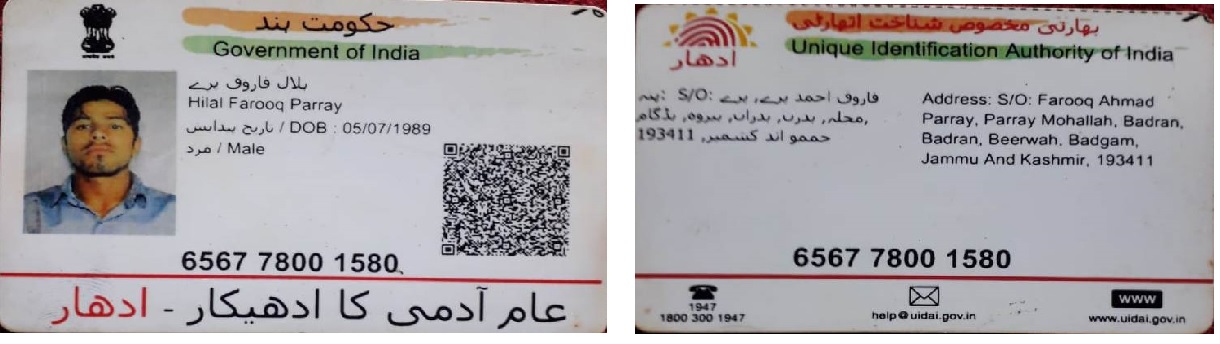 حکومت ہند
Government of India
ہلال فاروق پرے
Hilal Farooq Parray
تاریخ پیدائش / DOB : 05/07/1989
مرد / Male
6567 7800 1580
عام آدمی کا ادھیکار - ادھار
بھارتی مخصوص شناخت اتھارٹی
Unique Identification Authority of India
ادھار
پتہ: S/O: فاروق احمد پرے, پرے
محلہ, بدرن, بدران, بیروہ, بڈگام,
جموو اند کشمیر, 193411
Address: S/O: Farooq Ahmad
Parray, Parray Mohallah, Badran,
Badran, Beerwah, Badgam,
Jammu And Kashmir, 193411
6567 7800 1580
1947
1800 300 1947
help@uidai.gov.in
WWW
www.uidai.gov.in